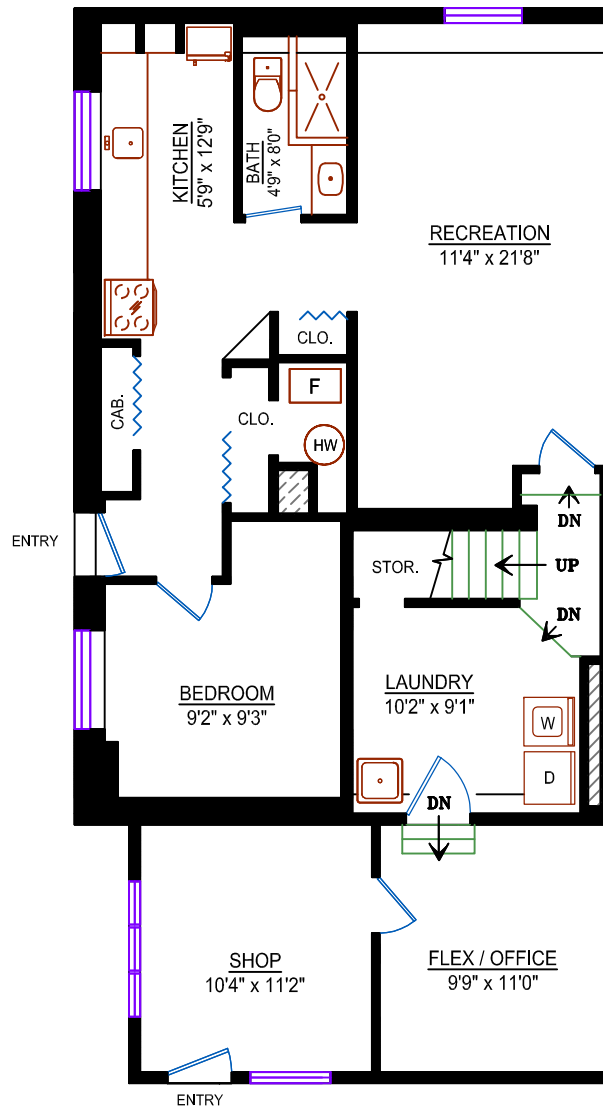 KITCHEN
5'9" x 12'9"
BATH
4'9" x 8'0"
RECREATION
11'4" x 21'8"
CLO.
F
CAB.
CLO.
HW
DN
ENTRY
STOR.
UP
DN
BEDROOM
9'2" x 9'3"
LAUNDRY
10'2" x 9'1"
W
D
DN
SHOP
10'4" x 11'2"
FLEX / OFFICE
9'9" x 11'0"
ENTRY